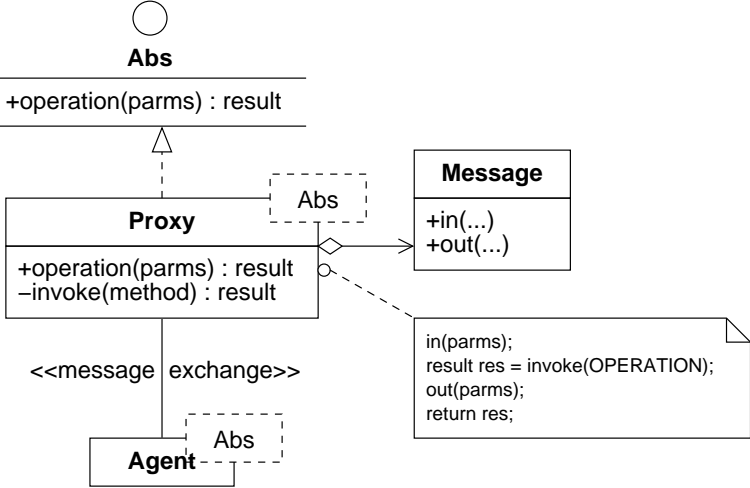 Abs
+operation(parms) : result
Abs
Message
Proxy
+in(...)
+out(...)
+operation(parms) : result
−invoke(method) : result
in(parms);
result res = invoke(OPERATION);
out(parms);
return res;
<<message exchange>>
Abs
Agent